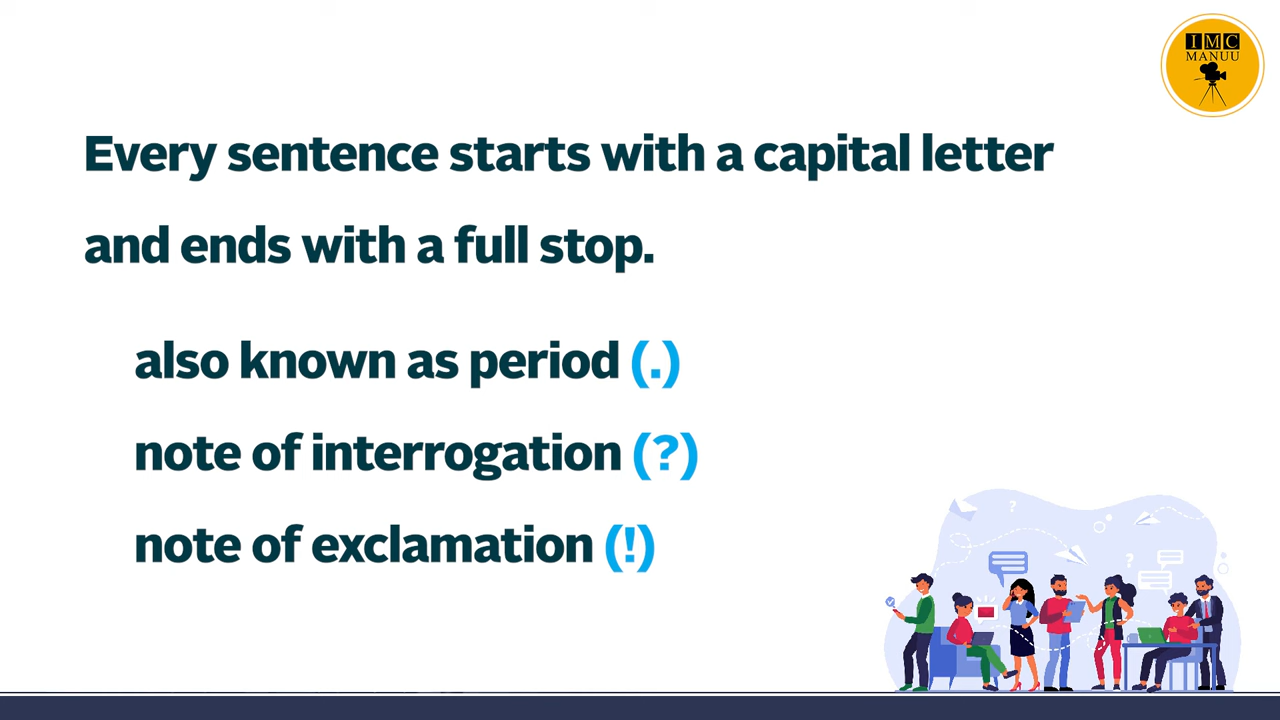 IMC
MANUU
Every sentence starts with a capital letter
and ends with a full stop.
also known as period (.)
note of interrogation (?)
note of exclamation (!)
?
?